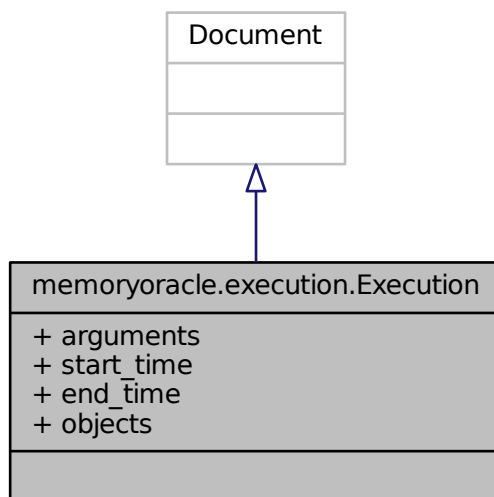 Document
memoryoracle.execution.Execution
+ arguments
+ start_time
+ end_time
+ objects